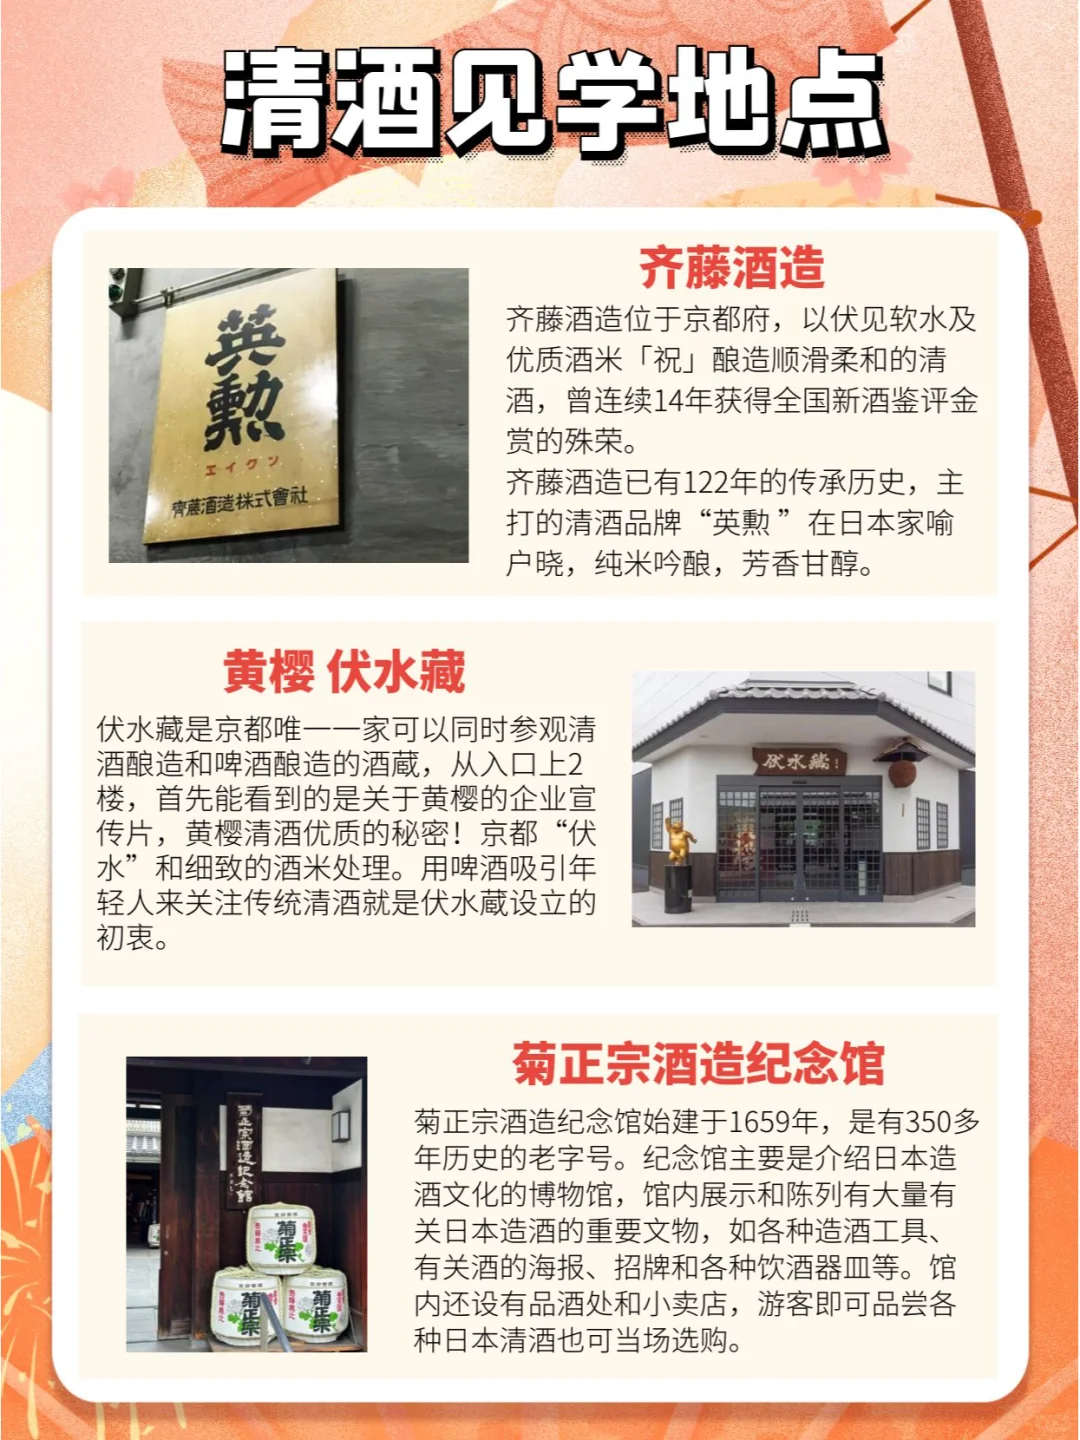 清酒见学地点
英勲
エイクン
齊藤酒造株式會社
齐藤酒造
齐藤酒造位于京都府，以伏见软水及
优质酒米「祝」酿造顺滑柔和的清
酒，曾连续14年获得全国新酒鉴评金
赏的殊荣。
齐藤酒造已有122年的传承历史，主
打的清酒品牌“英勲 ”在日本家喻
户晓，纯米吟酿，芳香甘醇。
黄樱 伏水藏
伏水藏是京都唯一一家可以同时参观清
酒酿造和啤酒酿造的酒蔵，从入口上2
楼，首先能看到的是关于黄樱的企业宣
传片，黄樱清酒优质的秘密！京都“伏
水”和细致的酒米处理。用啤酒吸引年
轻人来关注传统清酒就是伏水蔵设立的
初衷。
伏水蔵
菊正宗酒造纪念馆
菊正宗酒造纪念馆始建于1659年，是有350多
年历史的老字号。纪念馆主要是介绍日本造
酒文化的博物馆，馆内展示和陈列有大量有
关日本造酒的重要文物，如各种造酒工具、
有关酒的海报、招牌和各种饮酒器皿等。馆
内还设有品酒处和小卖店，游客即可品尝各
种日本清酒也可当场选购。
菊正宗酒造記念館
菊正宗
菊正宗
菊正宗